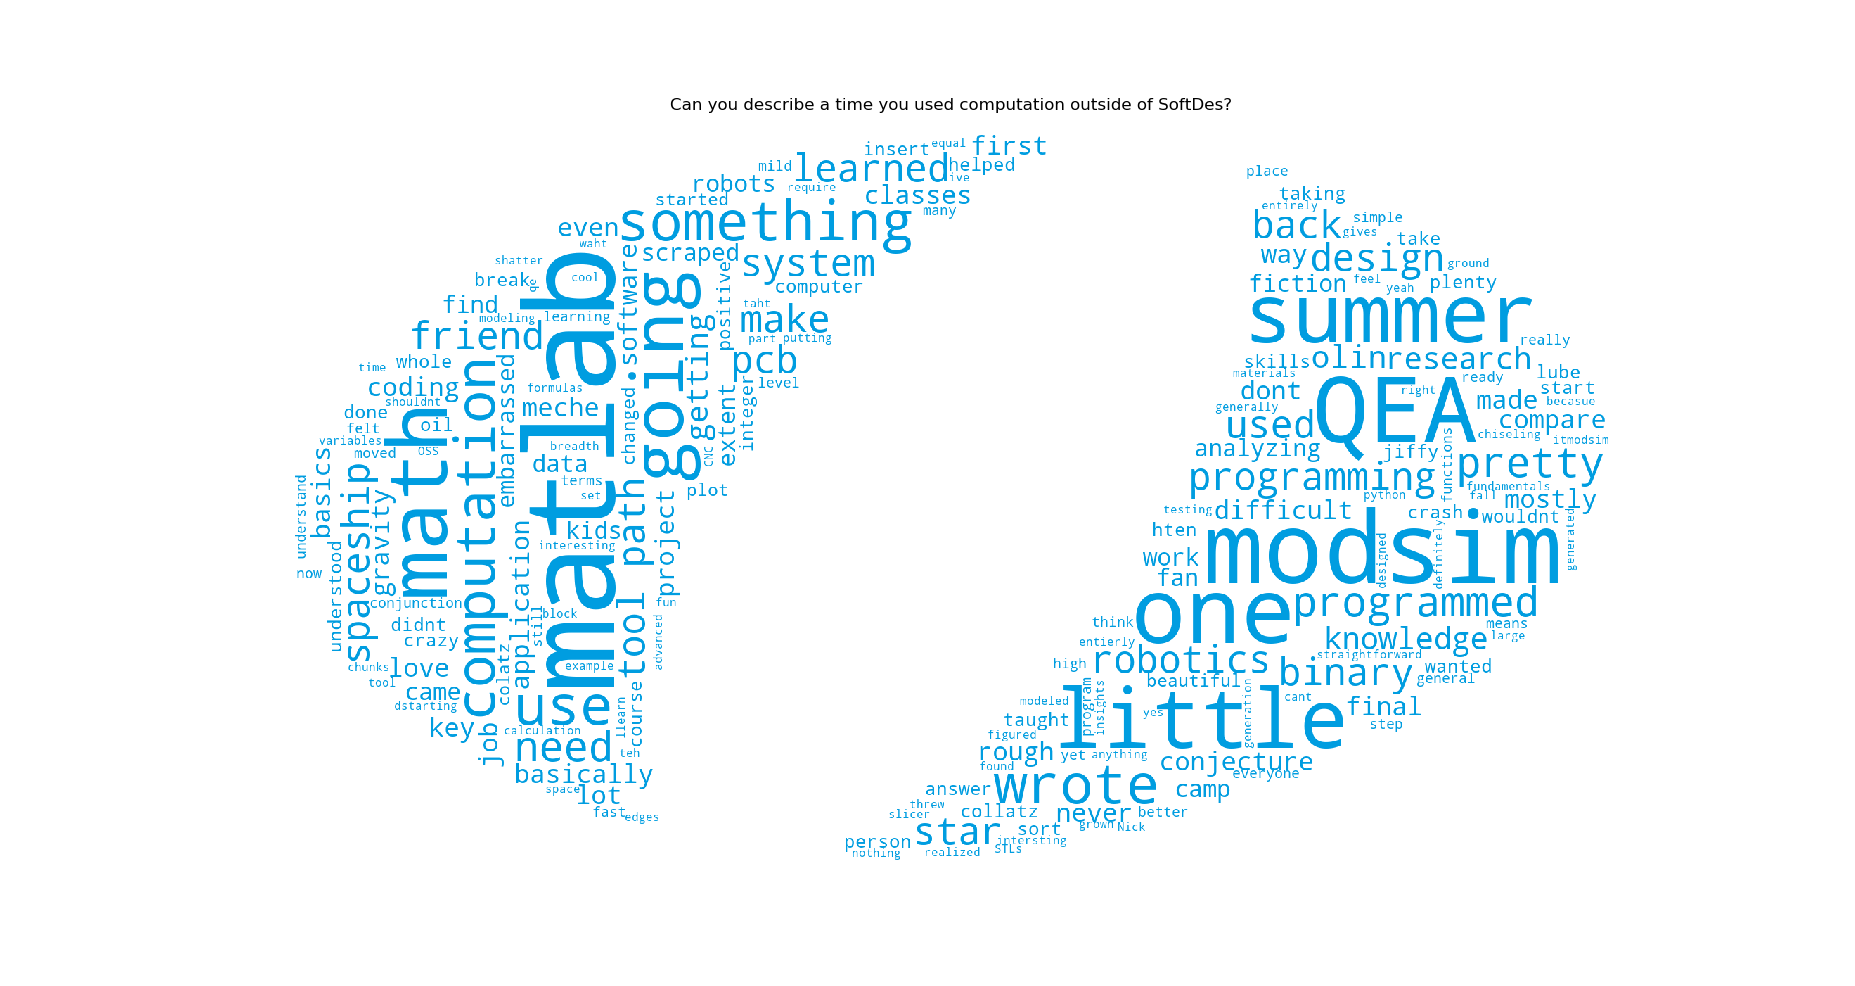 Can you describe a time you used computation outside of SoftDes?
insert equal first
mild learned helped
robots require ive
started classes
many
even something
waht
scraped
shatter system
break qe cool computer
find taht
modeling learning make
friend part putting
time whole pcb
coding formulas level
shouldnt meche
done oil
felt breadth
variables
moved OSS data
terms plot
set
kids
interesting
now
conjunction block fun
didnt
crazy
chunks love example
tool came
dstarting use
key calculation
need teh
basically
space lot
fast edges
matlab
going
software
positive
getting
changed
extent
integer
CNC
math
computation
embarrassed
basics
understand
spaceship
gravity
understood
application
still
tool path
project
advanced
colatz
job
llearn
course
place
taking
entirely
back simple
gives
way design take
ground
fiction feel plenty
yeah
summer
really
skills olin research
materials lube
dont right ready start
generally QEA made becasue
used compare
chiseling itmodsim
analyzing jiffy
programming pretty
python fundamentals
fall mostly
testing difficult crash wouldnt
hten
work modsim
fan
one programmed
think means
entierly knowledge large
straightforward
high robotics binary wanted
beautiful general
modeled cant
taught yes little final
figured step
rough yet anything conjecture
found everyone
answer wrote camp
threw
slicer collatz never better
star sort grown Nick
person intersting
nothing realized STLs
functions
designed
definitely
generated
program
insights
generation